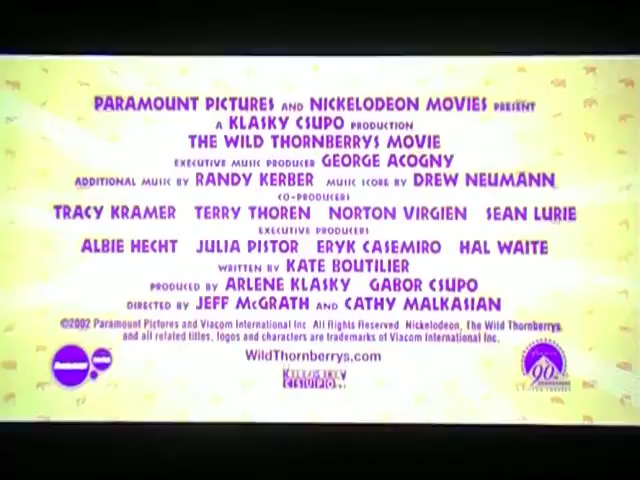 PARAMOUNT PICTURES AND NICKELODEON MOVIES PRESENT
A KLASKY CSUPO PRODUCTION
THE WILD THORNBERRYS MOVIE
EXECUTIVE MUSIC PRODUCER GEORGE ACOGNY
ADDITIONAL MUSIC BY RANDY KERBER MUSIC SCORE BY DREW NEUMANN
CO-PRODUCERS
TRACY KRAMER TERRY THOREN NORTON VIRGIEN SEAN LURIE
EXECUTIVE PRODUCERS
ALBIE HECHT JULIA PISTOR ERYK CASEMIRO HAL WAITE
WRITTEN BY KATE BOUTILIER
PRODUCED BY ARLENE KLASKY GABOR CSUPO
DIRECTED BY JEFF McGRATH AND CATHY MALKASIAN
©2002 Paramount Pictures and Viacom International Inc All Rights Reserved Nickelodeon, The Wild Thornberrys
and all related titles, logos and characters are trademarks of Viacom International Inc.
WildThornberrys.com
KLASKY
CSUPO
90